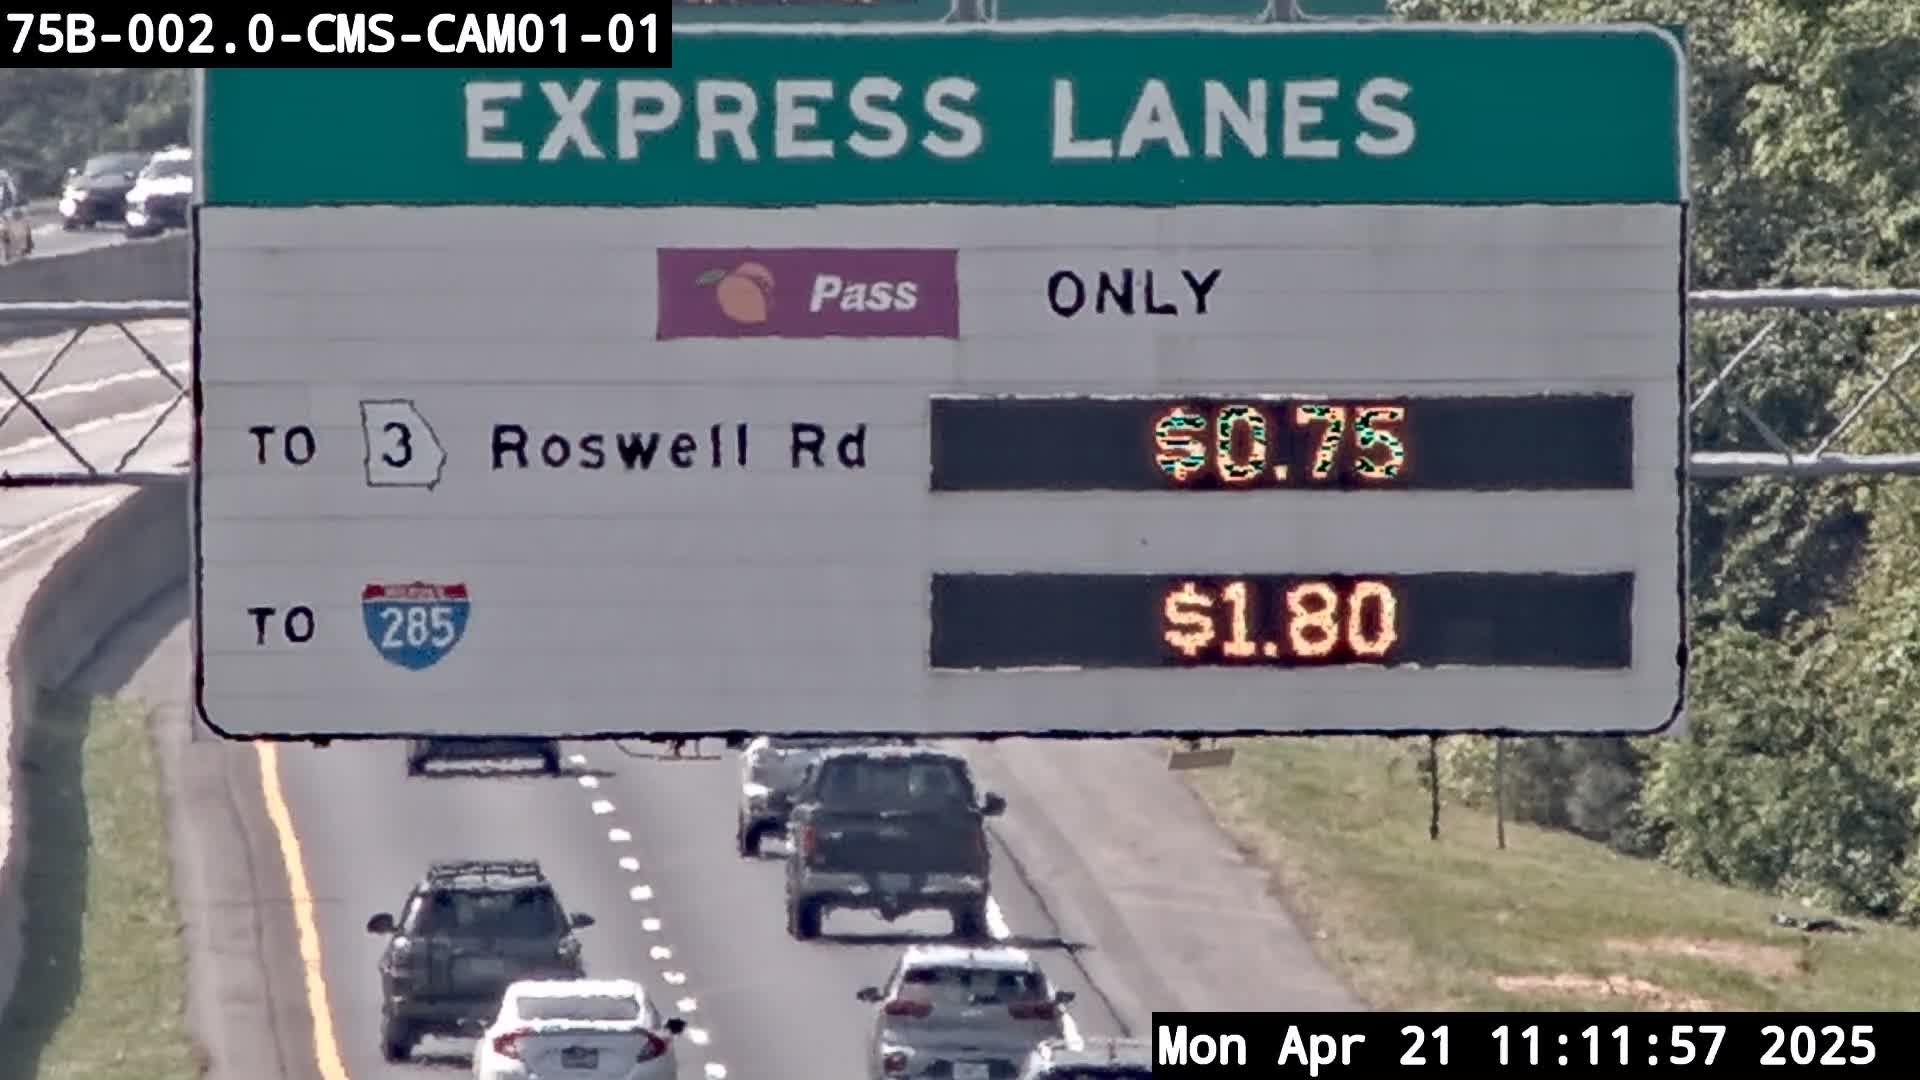 75B-002.0-CMS-CAM01-01
EXPRESS LANES
Pass ONLY
TO 3 Roswell Rd $0.75
TO 285 $1.80
Mon Apr 21 11:11:57 2025